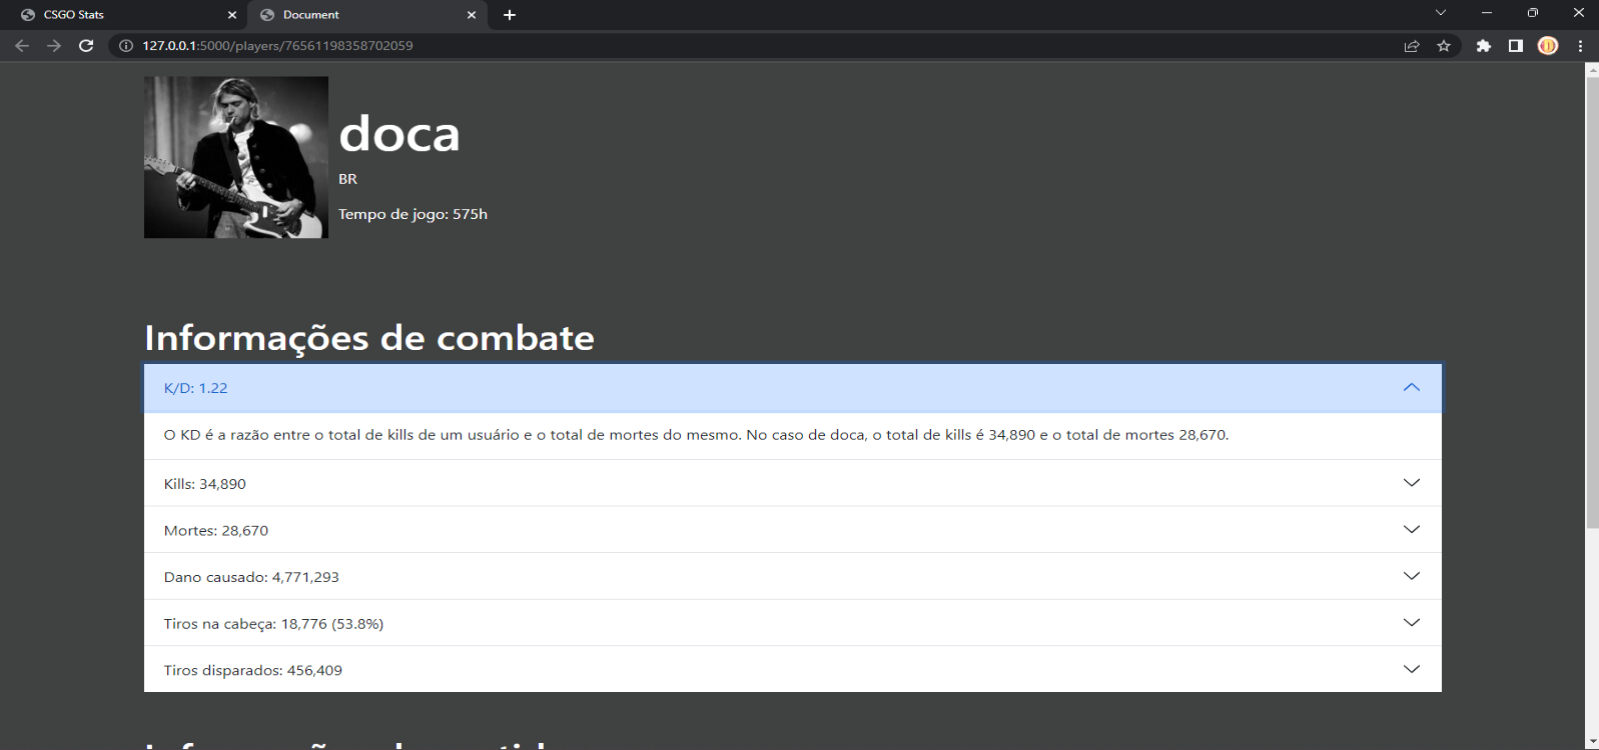 CSGO Stats
Document
127.0.0.1:5000/players/76561198358702059
doca
BR
Tempo de jogo: 575h
Informações de combate
K/D: 1.22
O KD é a razão entre o total de kills de um usuário e o total de mortes do mesmo. No caso de doca, o total de kills é 34,890 e o total de mortes 28,670.
Kills: 34,890
Mortes: 28,670
Dano causado: 4,771,293
Tiros na cabeça: 18,776 (53.8%)
Tiros disparados: 456,409